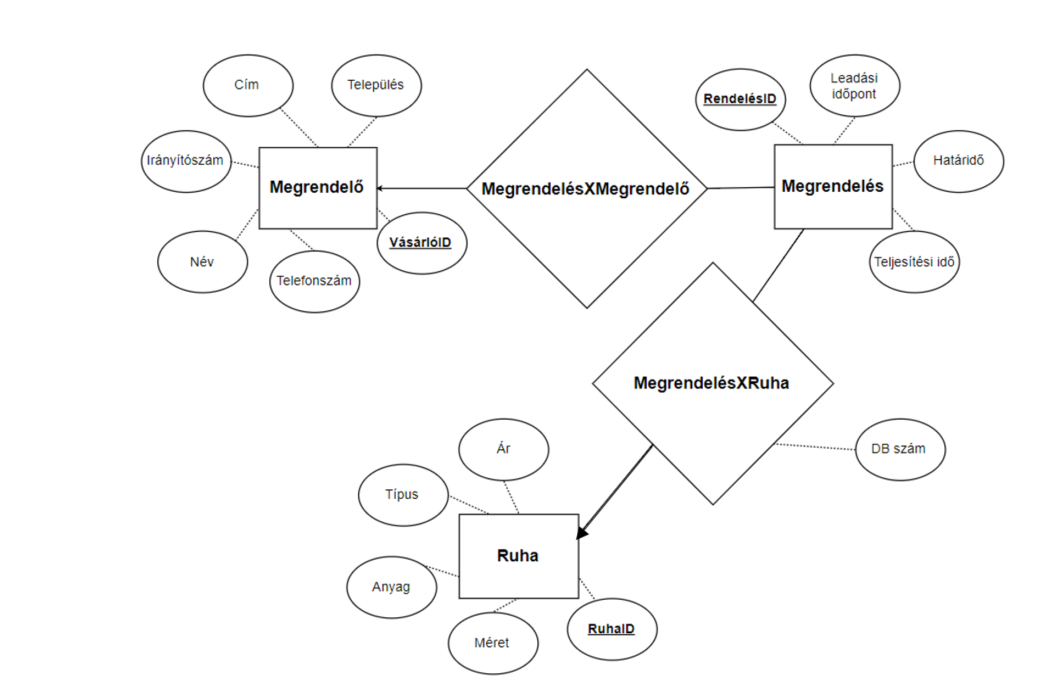 Cím
Település
RendelésID
Leadási
időpont
Irányítószám
Megrendelő
MegrendelésXMegrendelő
Megrendelés
Határidő
VásárlóID
Név
Telefonszám
Teljesítési idő
MegrendelésXRuha
Ár
DB szám
Típus
Ruha
Anyag
RuhaID
Méret